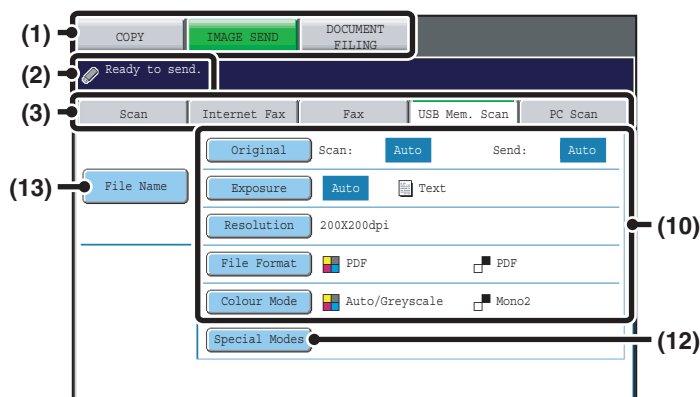 (1)
COPY
IMAGE SEND
DOCUMENT
FILING
(2)
Ready to send.
(3)
Scan
Internet Fax
Fax
USB Mem. Scan
PC Scan
Original
Scan:
Auto
Send:
Auto
(13)
File Name
Exposure
Auto
Text
Resolution
200X200dpi
(10)
File Format
PDF
PDF
Colour Mode
Auto/Greyscale
Mono2
Special Modes
(12)